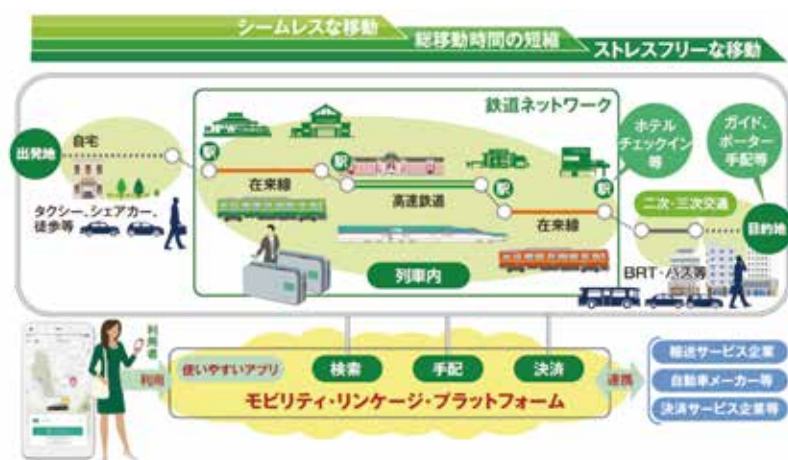 シームレスな移動
総移動時間の短縮
ストレスフリーな移動
鉄道ネットワーク
出発地
自宅
タクシー、シェアカー、
徒歩等
駅
在来線
駅
高速鉄道
駅
在来線
駅
列車内
ホテル
チェックイン
等
ガイド、
ポーター
手配等
二次・三次交通
目的地
BRT・バス等
利用者
利用
使いやすいアプリ
検索
手配
決済
モビリティ・リンケージ・プラットフォーム
連携
輸送サービス企業
自動車メーカー等
決済サービス企業等